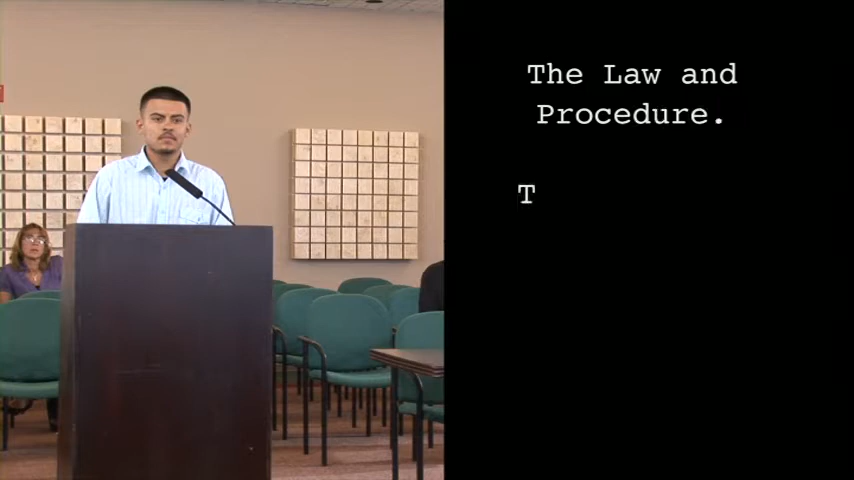 The Law and
Procedure.
T